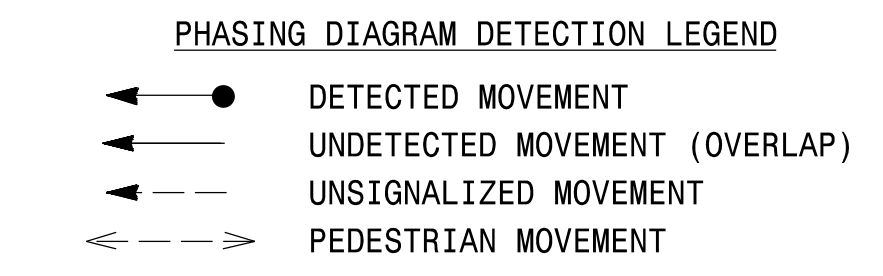 PHASING DIAGRAM DETECTION LEGEND
DETECTED MOVEMENT
UNDETECTED MOVEMENT (OVERLAP)
UNSIGNALIZED MOVEMENT
PEDESTRIAN MOVEMENT